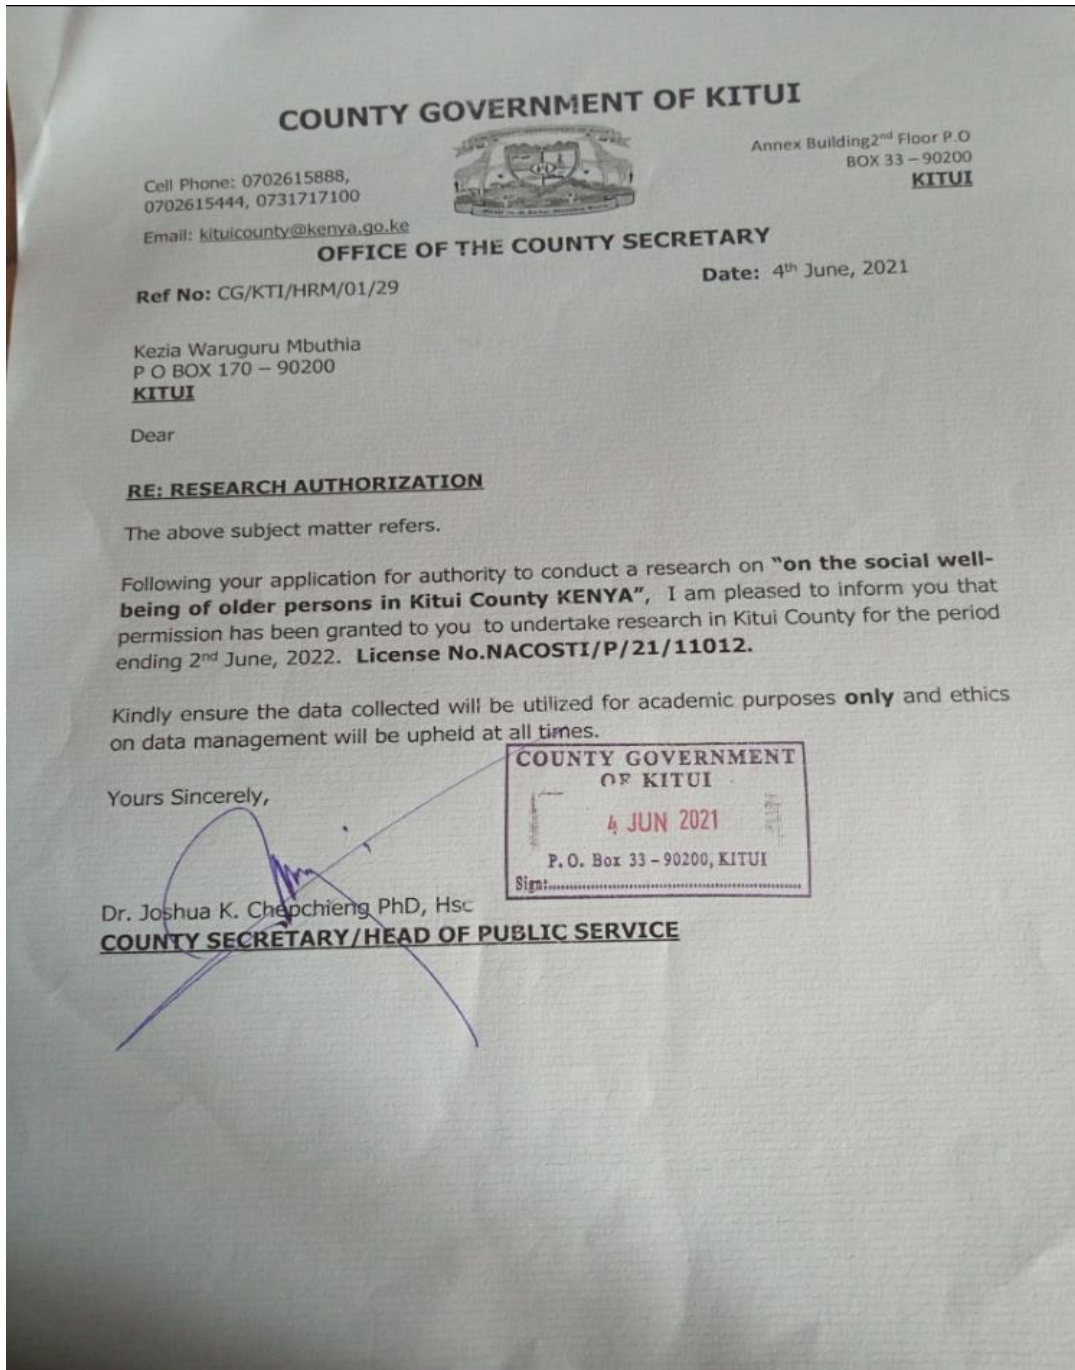 COUNTY GOVERNMENT OF KITUI
Cell Phone: 0702615888,
0702615444, 0731717100
Email: kituicounty@kenya.go.ke
Annex Building2nd Floor P.O
BOX 33 – 90200
KITUI
OFFICE OF THE COUNTY SECRETARY
Ref No: CG/KTI/HRM/01/29
Date: 4th June, 2021
Kezia Waruguru Mbuthia
P O BOX 170 – 90200
KITUI
Dear
RE: RESEARCH AUTHORIZATION
The above subject matter refers.
Following your application for authority to conduct a research on "on the social well-
being of older persons in Kitui County KENYA", I am pleased to inform you that
permission has been granted to you to undertake research in Kitui County for the period
ending 2nd June, 2022. License No.NACOSTI/P/21/11012.
Kindly ensure the data collected will be utilized for academic purposes only and ethics
on data management will be upheld at all times.
Yours Sincerely,
COUNTY GOVERNMENT
OF KITUI
4 JUN 2021
P. O. Box 33 – 90200, KITUI
Sign:
Dr. Joshua K. Chepchieng PhD, Hsc
COUNTY SECRETARY/HEAD OF PUBLIC SERVICE